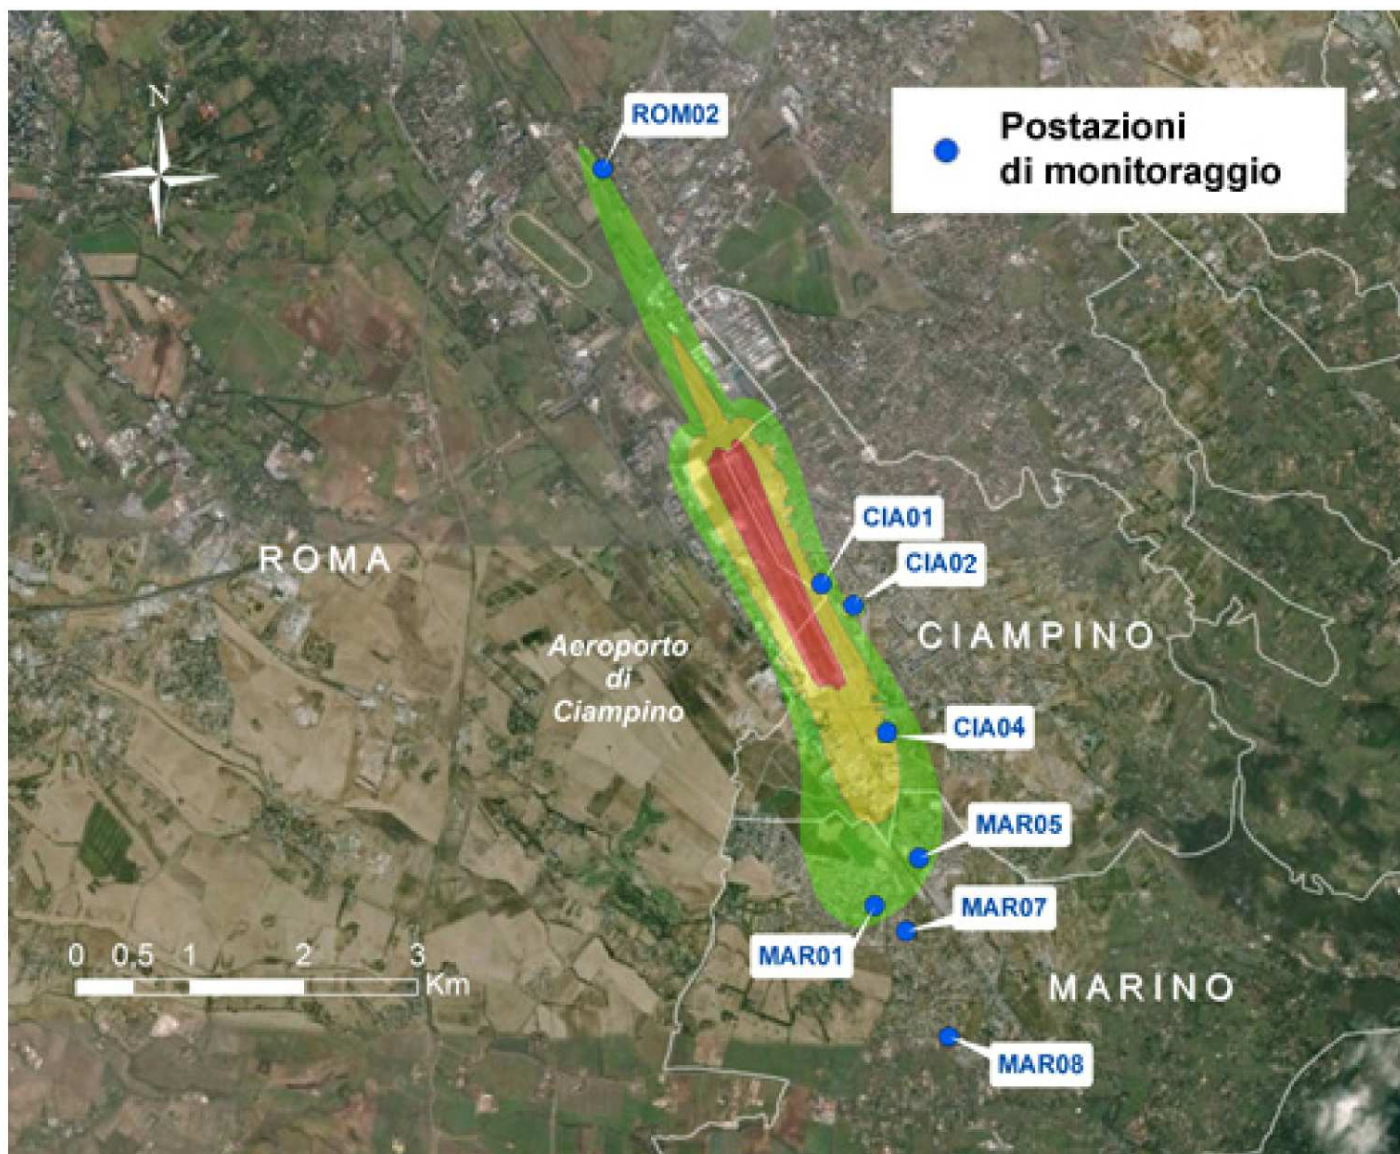 N
ROM02
Postazioni
di monitoraggio
CIA01
ROMA
CIA02
CIAMPINO
Aeroporto
di
Ciampino
CIA04
MAR05
MAR07
MAR01
0 0,5 1 2 3
Km
MARINO
MAR08